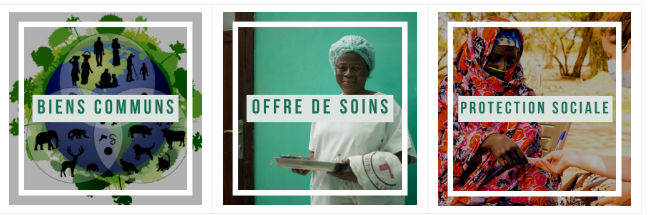 BIENS COMMUNS
OFFRE DE SOINS
PROTECTION SOCIALE